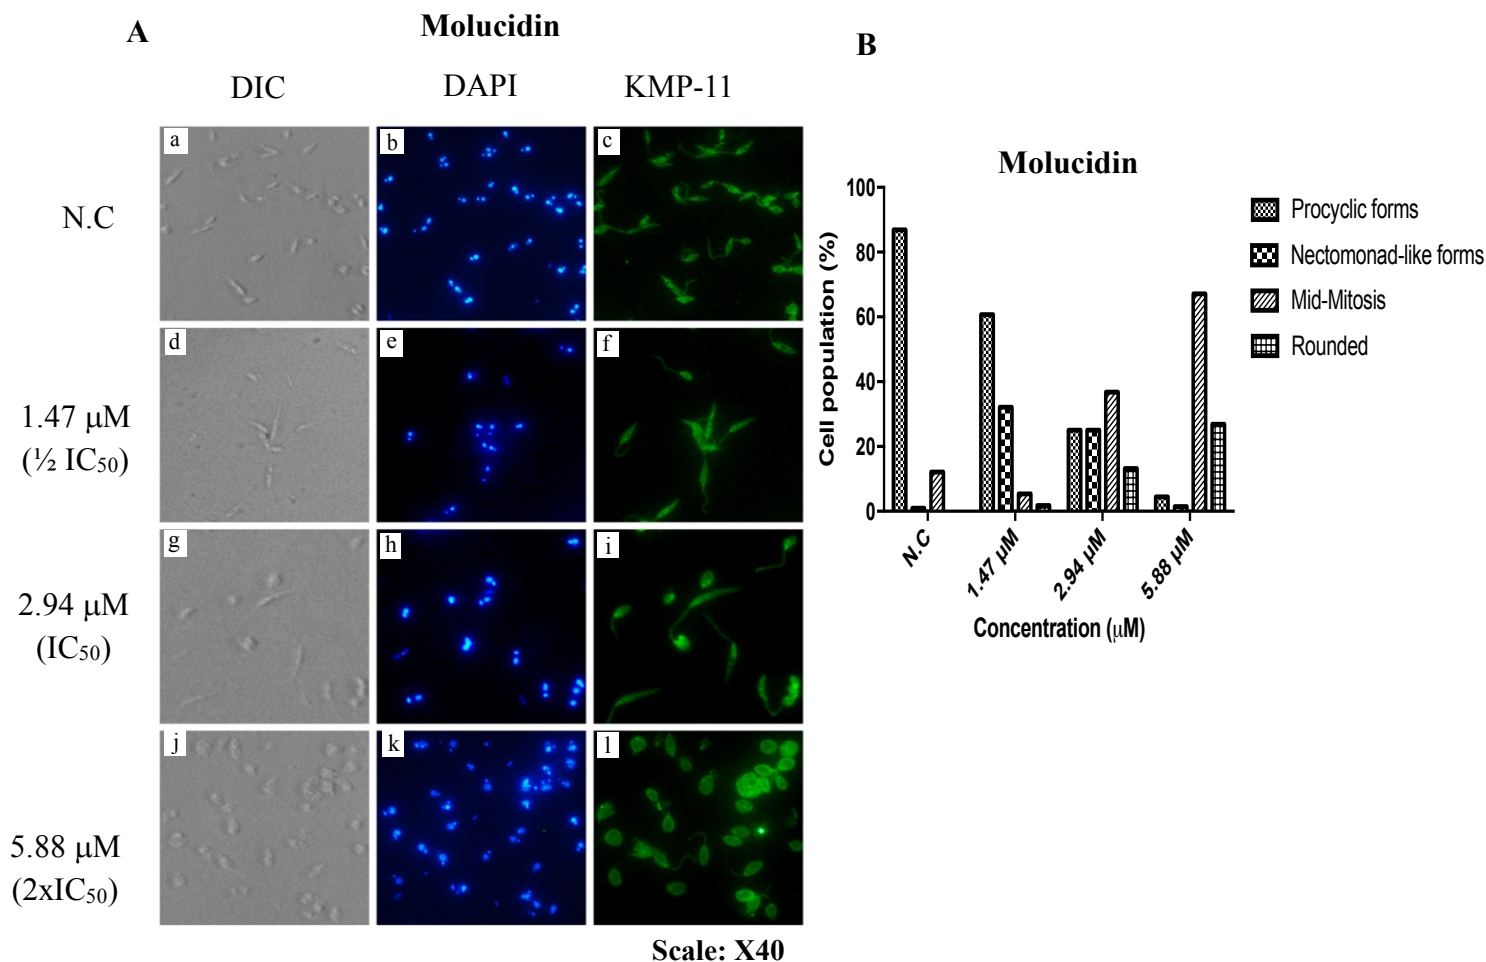 A
Molucidin
DIC DAPI KMP-11
N.C
a b c
1.47 μM
(½ IC₅₀)
d e f
2.94 μM
(IC₅₀)
g h i
5.88 μM
(2xIC₅₀)
j k l
Scale: X40
B
Molucidin
Cell population (%)
100
80
60
40
20
0
N.C 1.47 μM 2.94 μM 5.88 μM
Concentration (μM)
Procyclic forms
Nectomonad-like forms
Mid-Mitosis
Rounded